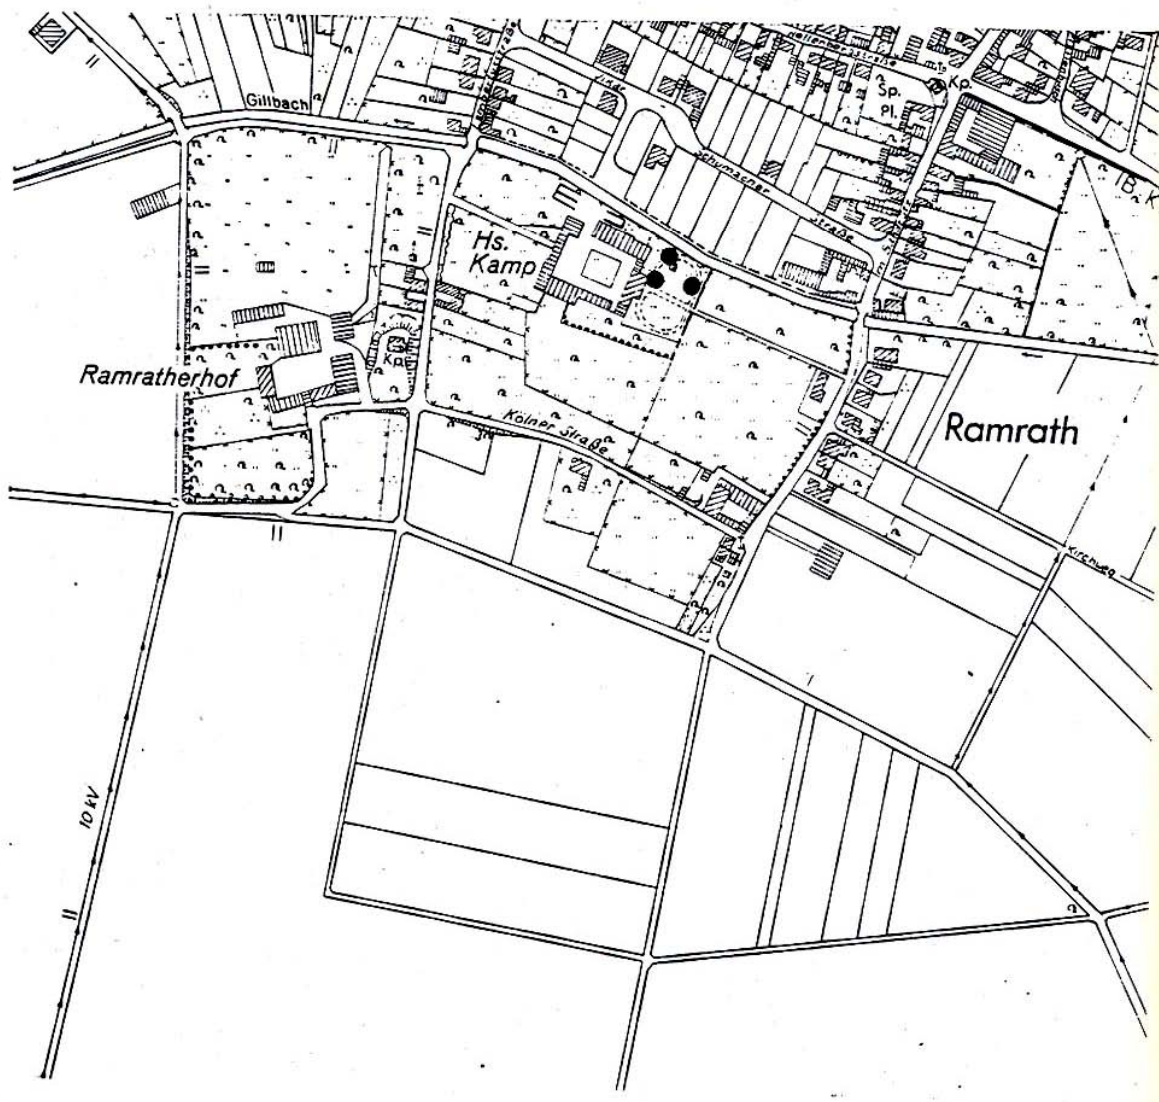 Gillbach
Kp.
Sp.
Pl.
Schumacher
Straße
Hs.
Kamp
Kp.
Ramratherhof
Kölner Straße
Ramrath
Kirchweg
10 kV